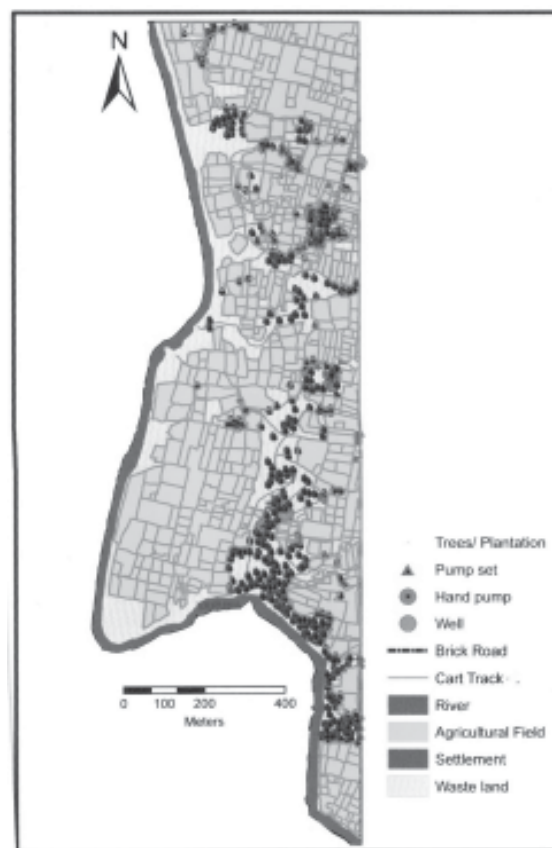 N
Trees/ Plantation
Pump set
Hand pump
Well
Brick Road
Cart Track
River
Agricultural Field
Settlement
Waste land
0 200 400
Meters